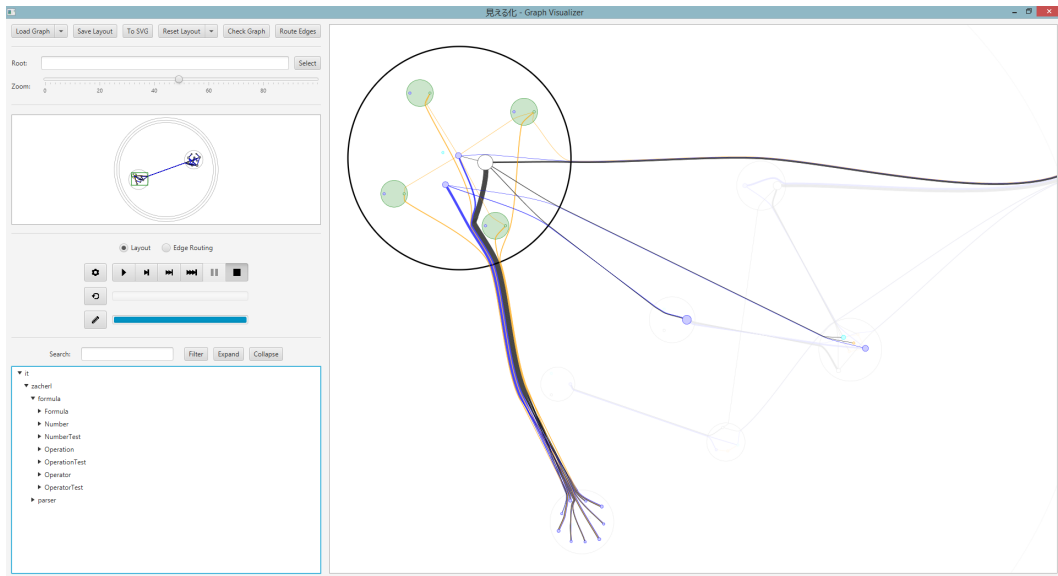 見える化 - Graph Visualizer
Load Graph Save Layout To SVG Reset Layout Check Graph Route Edges
Root: Select
Zoom: 0 20 40 60 80
Layout Edge Routing
Search: Filter Expand Collapse
it
zacherl
formula
Formula
Number
NumberTest
Operation
OperationTest
Operator
OperatorTest
parser